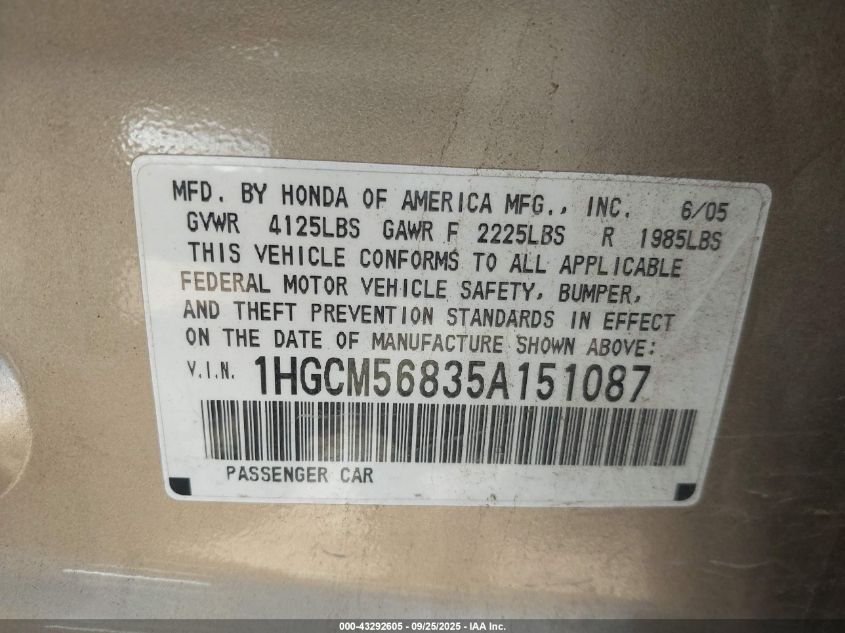 MFD. BY HONDA OF AMERICA MFG., INC. 6/05
GVWR 4125LBS GAWR F 2225LBS R 1985LBS
THIS VEHICLE CONFORMS TO ALL APPLICABLE
FEDERAL MOTOR VEHICLE SAFETY, BUMPER,
AND THEFT PREVENTION STANDARDS IN EFFECT
ON THE DATE OF MANUFACTURE SHOWN ABOVE:
V.I.N. 1HGCM56835A151087
PASSENGER CAR
000-43292605 - 09/25/2025 - IAA Inc.